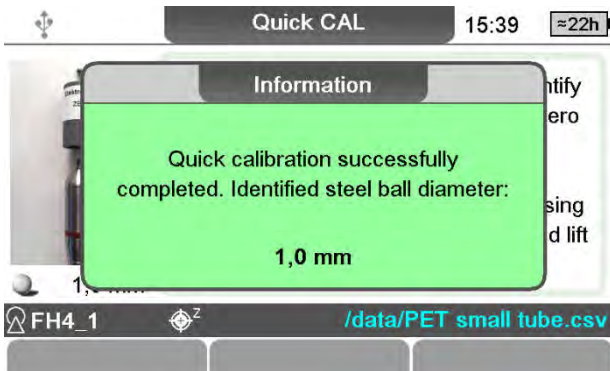 Quick CAL
15:39
≈22h
Information
Quick calibration successfully
completed. Identified steel ball diameter:
1,0 mm
FH4_1
Z
/data/PET small tube.csv